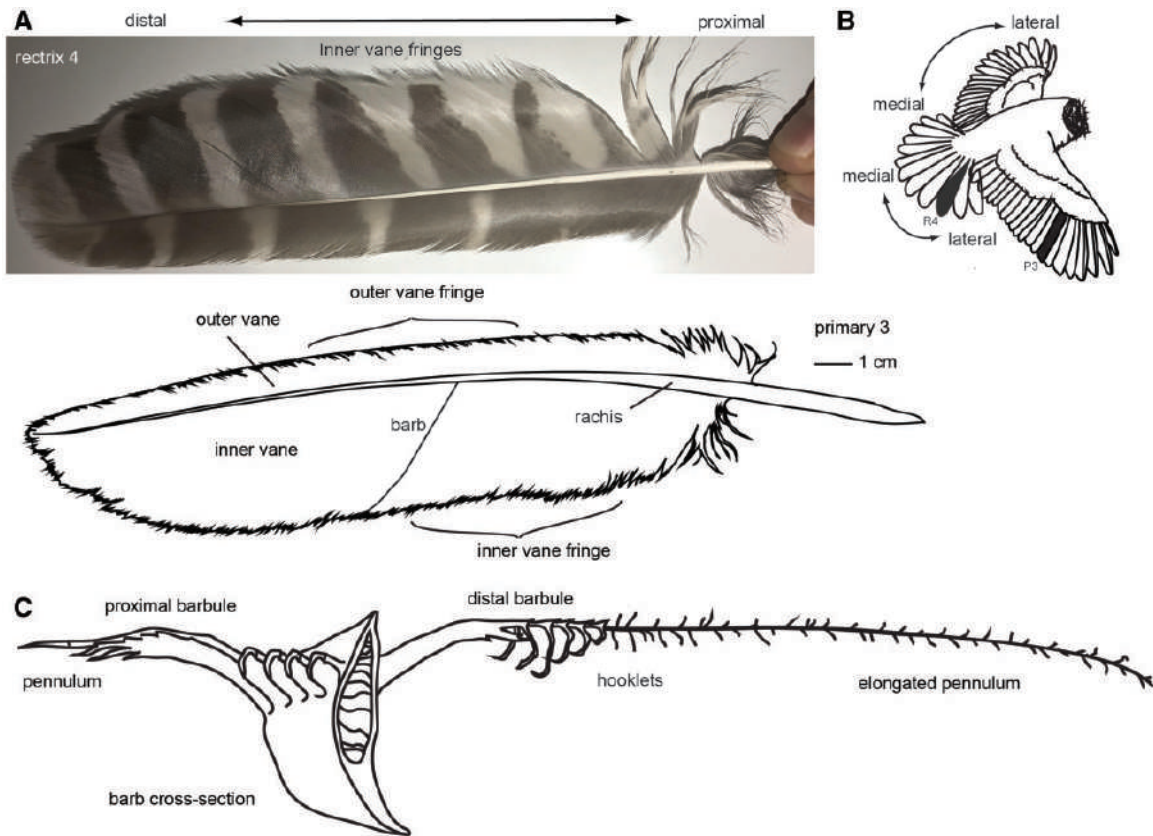 A
distal
proximal
rectrix 4
Inner vane fringes
B
lateral
medial
medial
R4
lateral
P3
outer vane fringe
outer vane
primary 3
1 cm
barb
rachis
inner vane
inner vane fringe
C
proximal barbule
distal barbule
pennulum
hooklets
elongated pennulum
barb cross-section